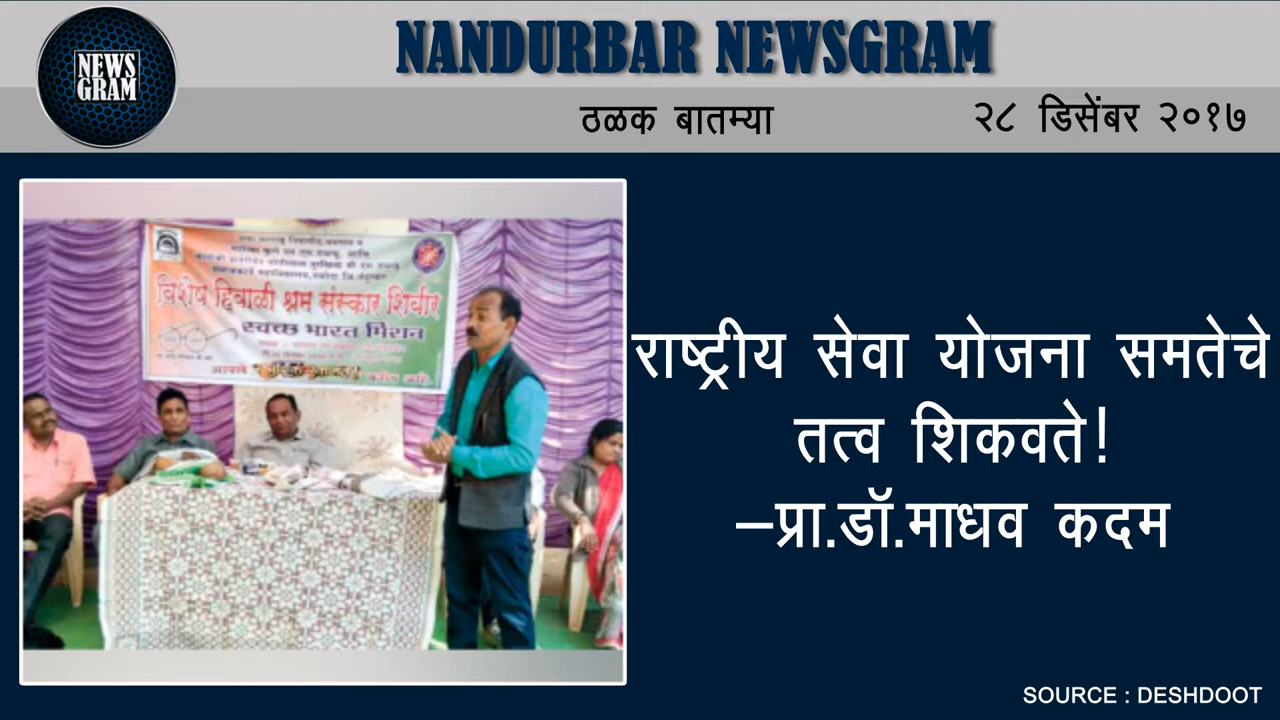 NEWS
GRAM
NANDURBAR NEWSGRAM
ठळक बातम्या
२८ डिसेंबर २०१७
विशेष हिवाळी श्रम संस्कार शिवीर
स्वच्छ भारत मिशन
आपले
राष्ट्रीय सेवा योजना समतेचे
तत्व शिकवते!
–प्रा.डॉ.माधव कदम
SOURCE : DESHDOOT